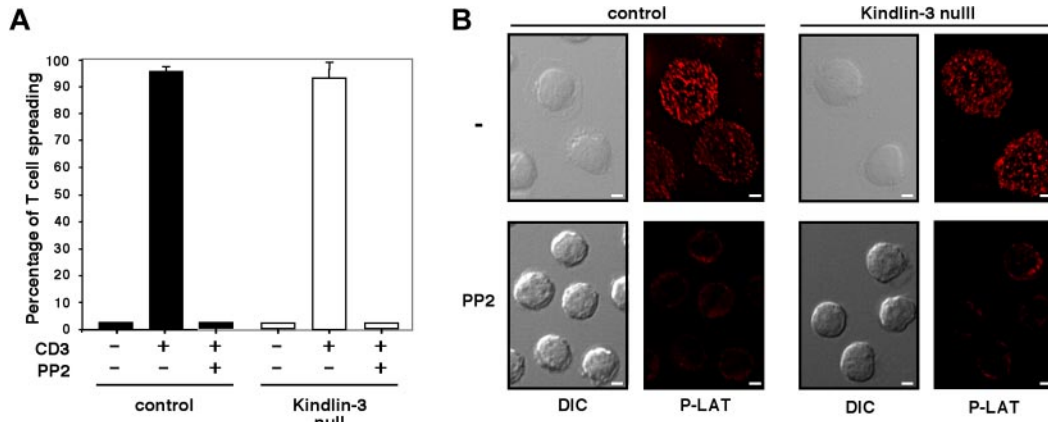 A
Percentage of T cell spreading
100
90
80
70
60
50
40
30
20
10
0
CD3 – + + – + +
PP2 – – + – – +
control Kindlin-3
null
B
control Kindlin-3 nulll
-
PP2
DIC P-LAT DIC P-LAT